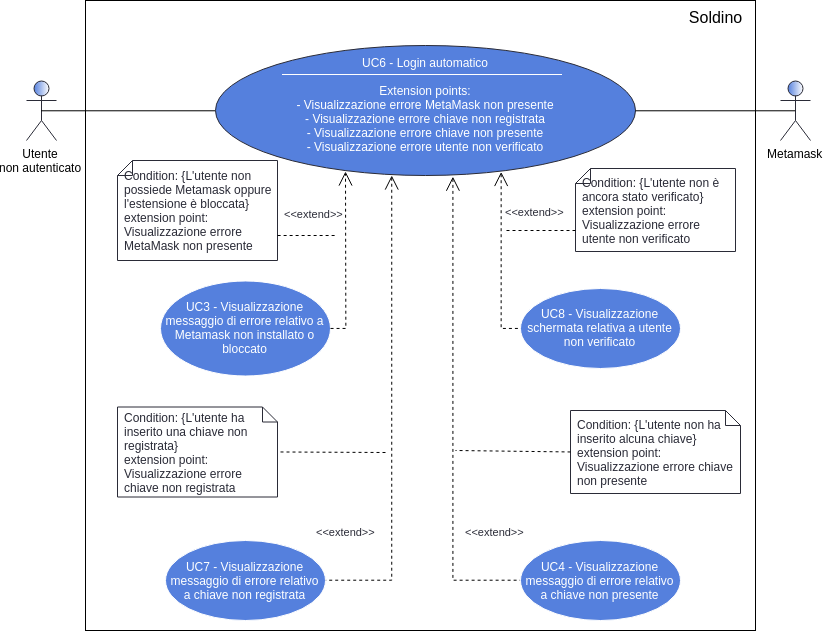 Soldino
UC6 - Login automatico
Extension points:
- Visualizzazione errore MetaMask non presente
- Visualizzazione errore chiave non registrata
- Visualizzazione errore chiave non presente
- Visualizzazione errore utente non verificato
Utente
non autenticato
Metamask
Condition: {L'utente non
possiede Metamask oppure
l'estensione è bloccata}
extension point:
Visualizzazione errore
MetaMask non presente
<<extend>>
<<extend>>
Condition: {L'utente non è
ancora stato verificato}
extension point:
Visualizzazione errore
utente non verificato
UC3 - Visualizzazione
messaggio di errore relativo a
Metamask non installato o
bloccato
UC8 - Visualizzazione
schermata relativa a utente
non verificato
Condition: {L'utente ha
inserito una chiave non
registrata}
extension point:
Visualizzazione errore
chiave non registrata
Condition: {L'utente non ha
inserito alcuna chiave}
extension point:
Visualizzazione errore chiave
non presente
<<extend>>
<<extend>>
UC7 - Visualizzazione
messaggio di errore relativo
a chiave non registrata
UC4 - Visualizzazione
messaggio di errore relativo
a chiave non presente